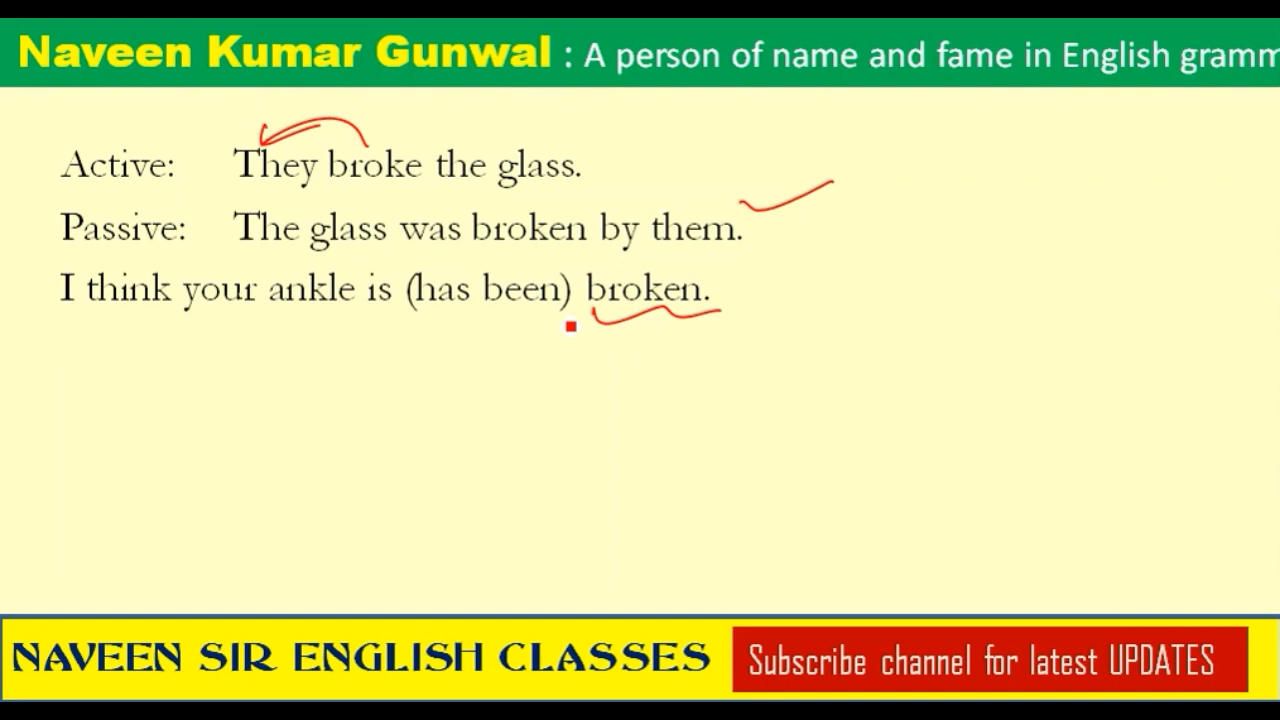 Naveen Kumar Gunwal : A person of name and fame in English gramm
Active: They broke the glass.
Passive: The glass was broken by them.
I think your ankle is (has been) broken.
NAVEEN SIR ENGLISH CLASSES
Subscribe channel for latest UPDATES